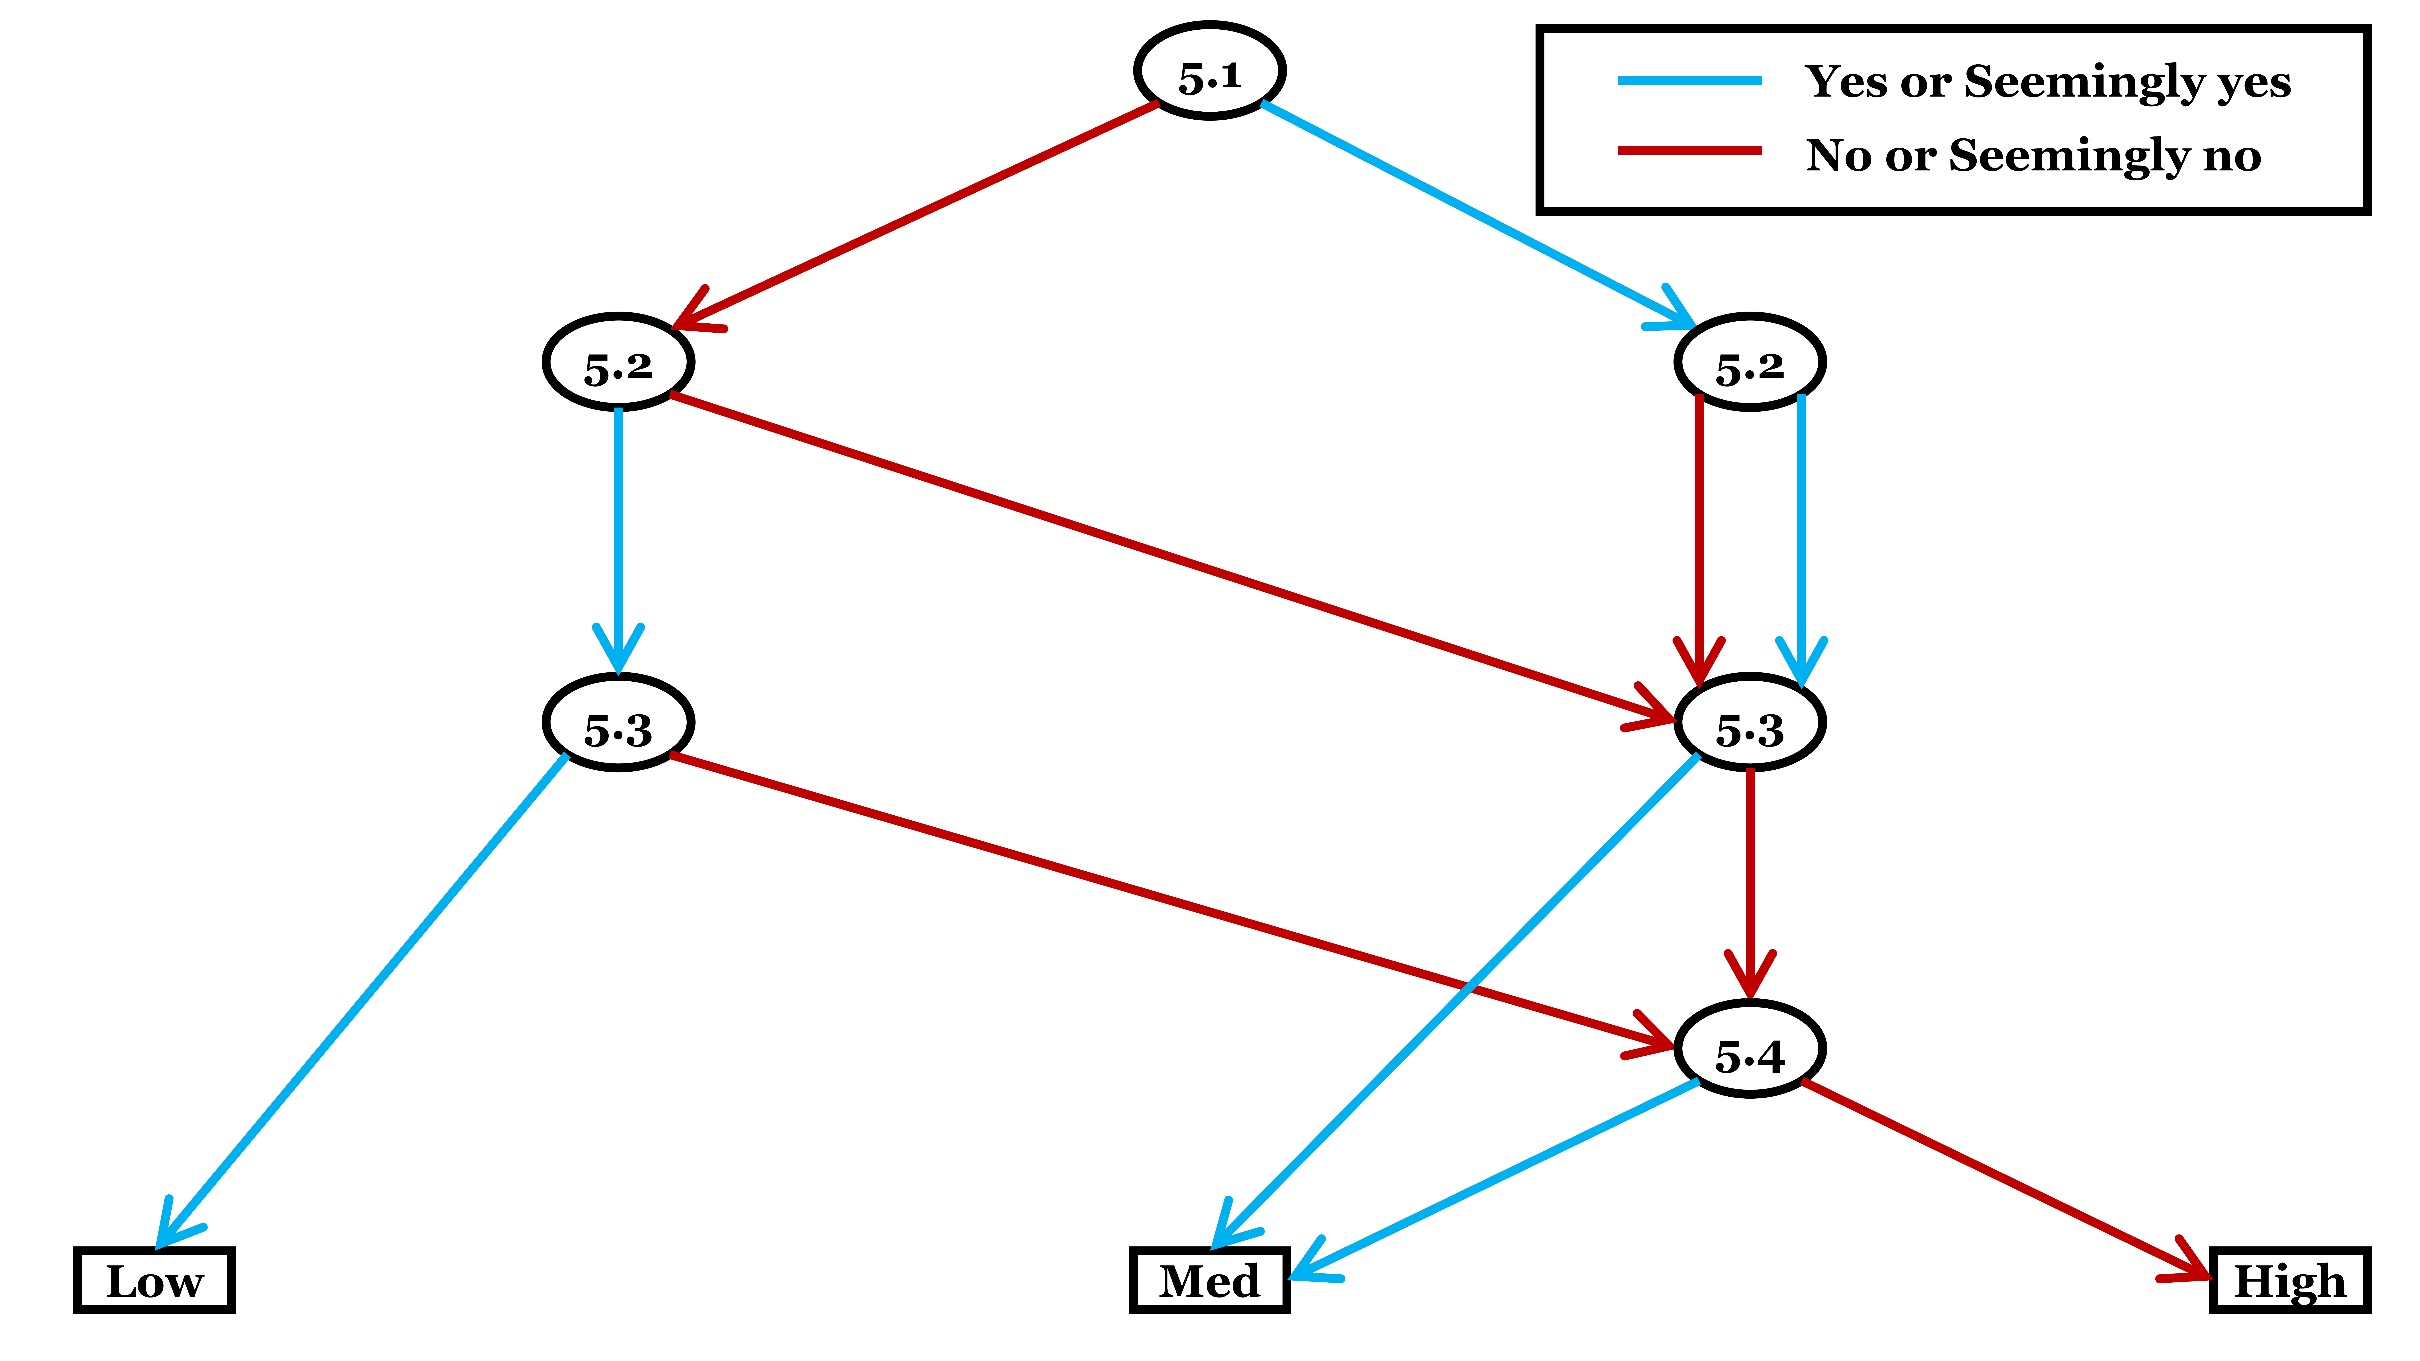 5.1
Yes or Seemingly yes
No or Seemingly no
5.2
5.2
5.3
5.3
5.4
Low
Med
High